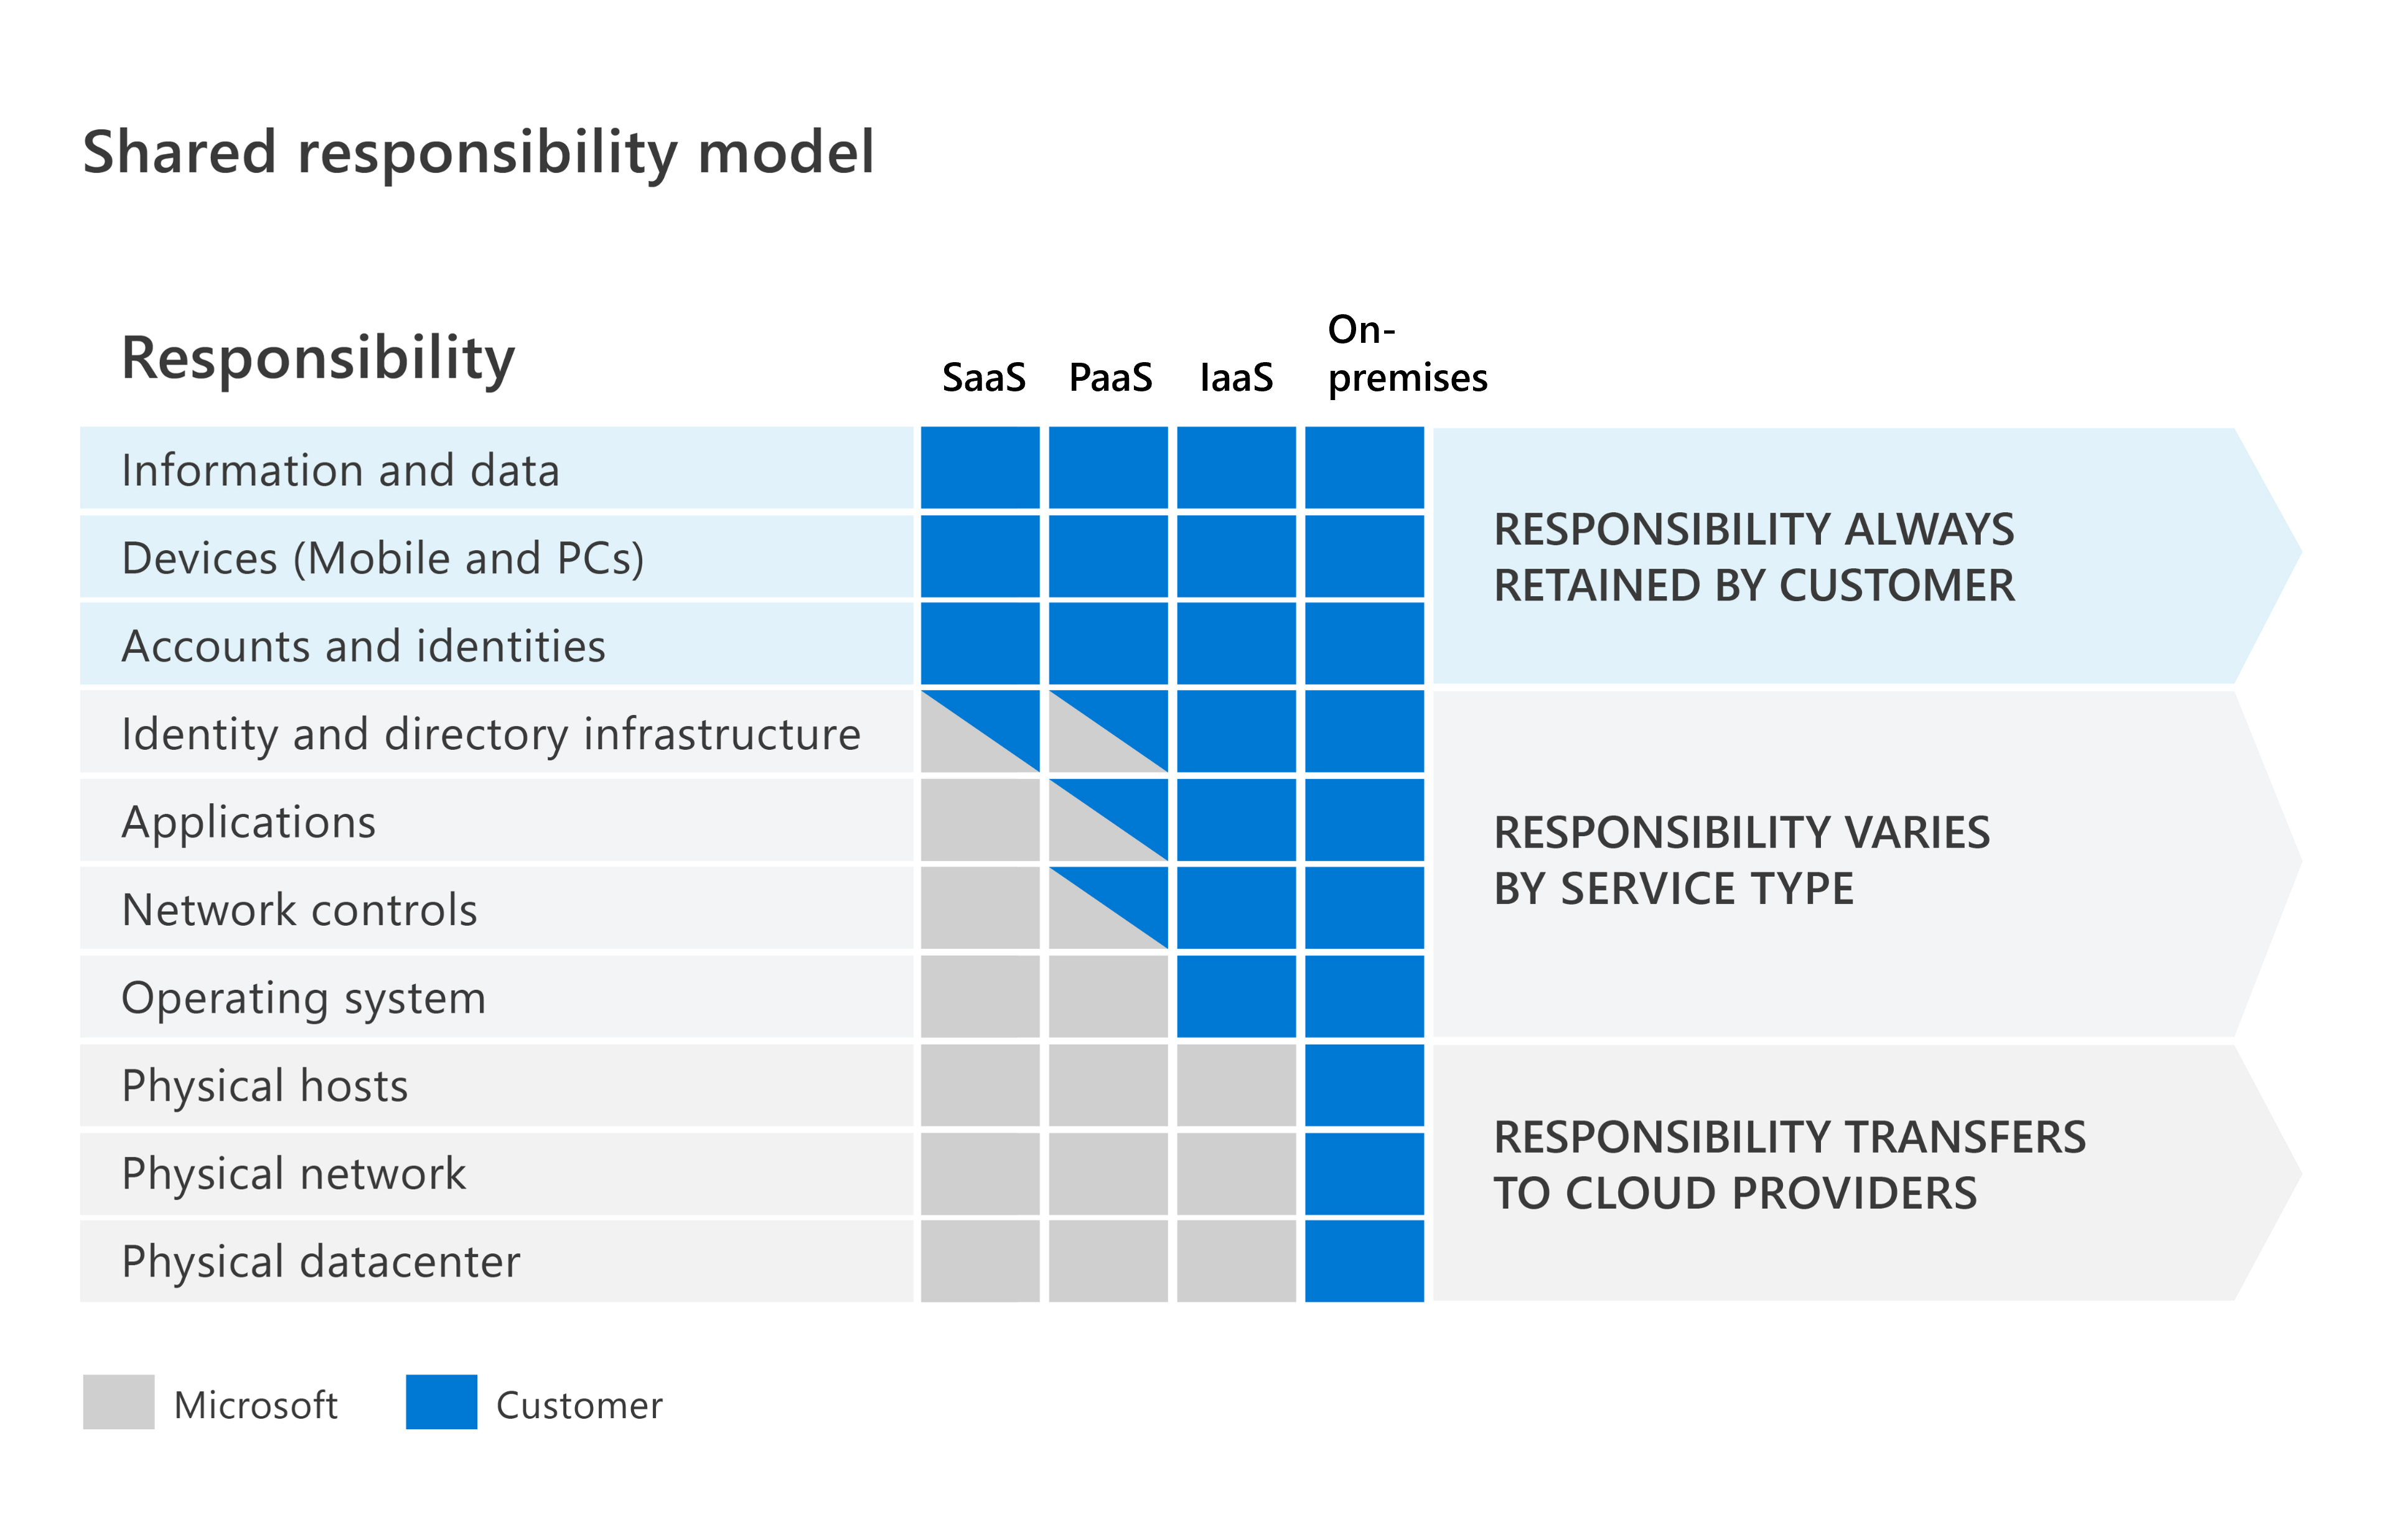 Shared responsibility model
Responsibility
SaaS
PaaS
IaaS
On-
premises
Information and data
Devices (Mobile and PCs)
Accounts and identities
RESPONSIBILITY ALWAYS
RETAINED BY CUSTOMER
Identity and directory infrastructure
Applications
Network controls
Operating system
RESPONSIBILITY VARIES
BY SERVICE TYPE
Physical hosts
Physical network
Physical datacenter
RESPONSIBILITY TRANSFERS
TO CLOUD PROVIDERS
Microsoft
Customer